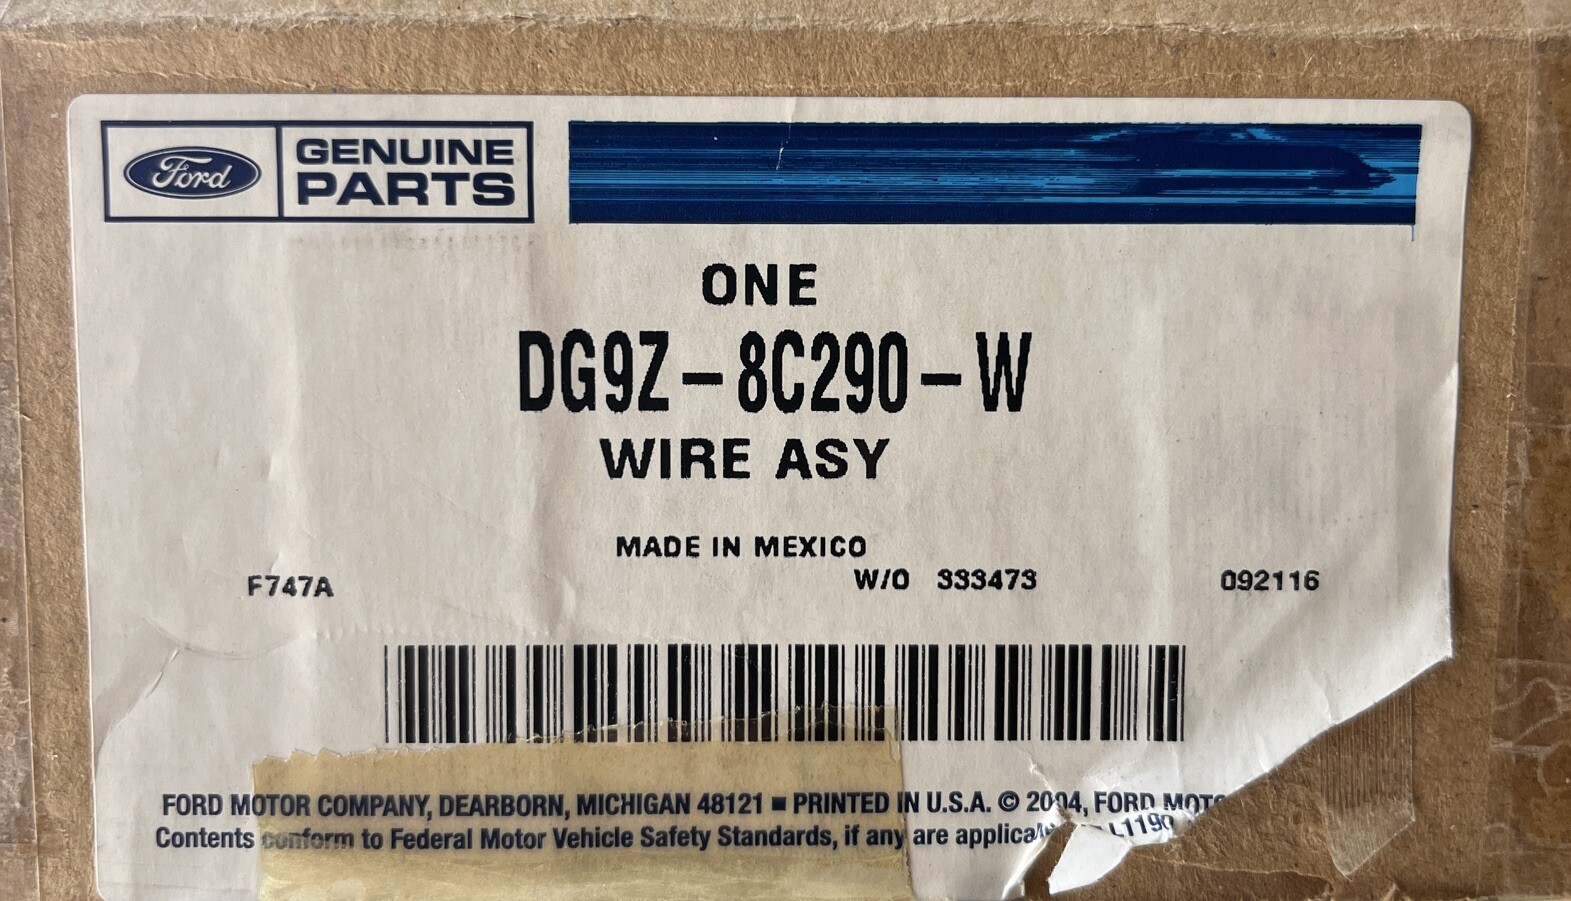 Ford
GENUINE
PARTS
ONE
DG9Z-8C290-W
WIRE ASY
MADE IN MEXICO
F747A W/O 333473 092116
FORD MOTOR COMPANY, DEARBORN, MICHIGAN 48121 ■ PRINTED IN U.S.A. © 2004, FORD
Contents conform to Federal Motor Vehicle Safety Standards, if any are L1190